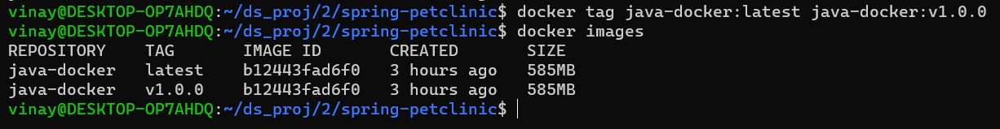 vinay@DESKTOP-OP7AHDQ:~/ds_proj/2/spring-petclinic$ docker tag java-docker:latest java-docker:v1.0.0
vinay@DESKTOP-OP7AHDQ:~/ds_proj/2/spring-petclinic$ docker images
REPOSITORY    TAG       IMAGE ID       CREATED       SIZE
java-docker   latest    b12443fad6f0   3 hours ago   585MB
java-docker   v1.0.0    b12443fad6f0   3 hours ago   585MB
vinay@DESKTOP-OP7AHDQ:~/ds_proj/2/spring-petclinic$